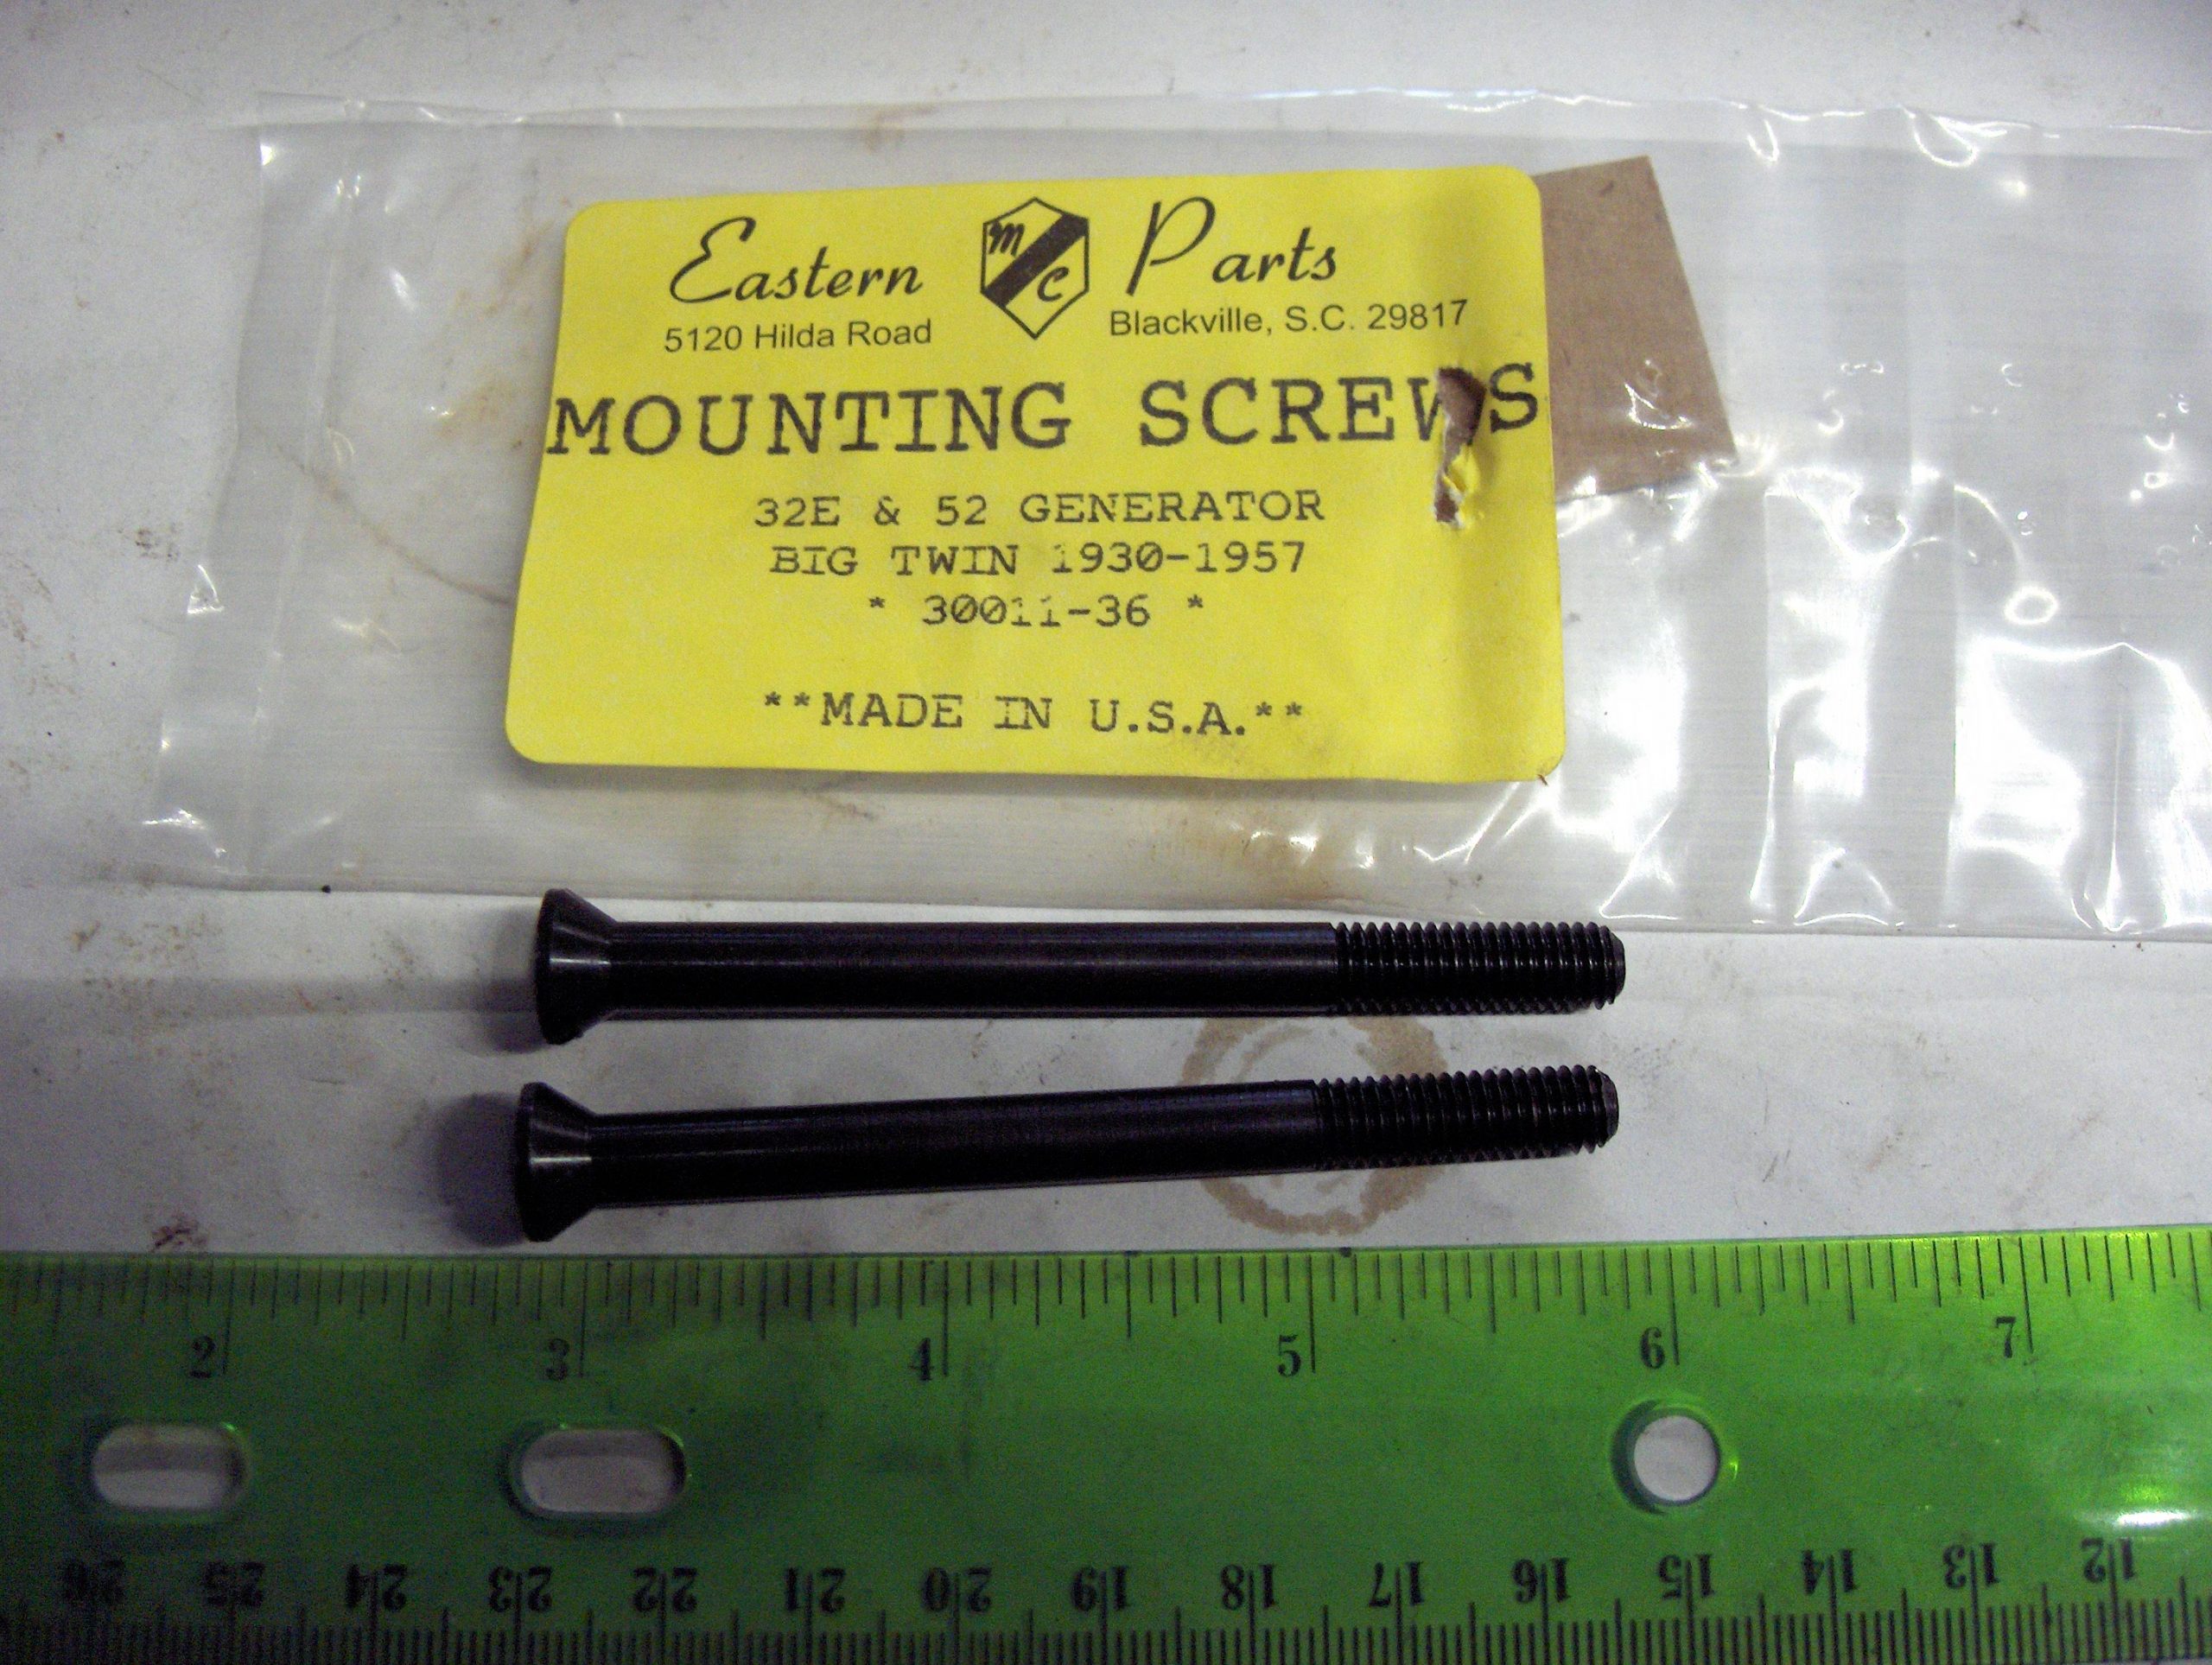 Eastern MC Parts
5120 Hilda Road Blackville, S.C. 29817
MOUNTING SCREWS
32E & 52 GENERATOR
BIG TWIN 1930-1957
* 30011-36 *
**MADE IN U.S.A.**
2 3 4 5 6 7
26 25 24 23 22 21 20 19 18 17 16 15 14 13 12